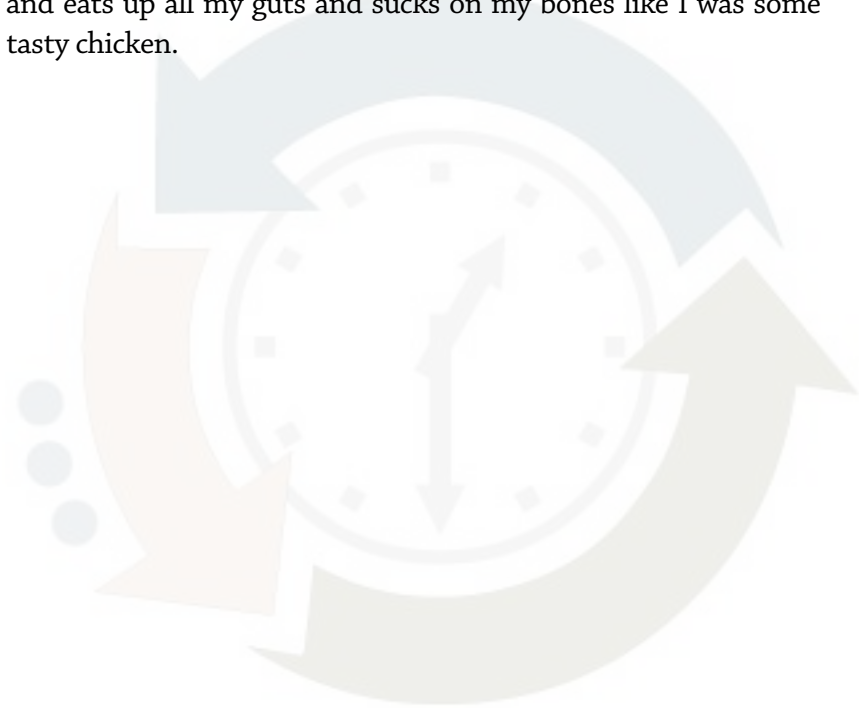 and eats up all my guts and sucks on my bones like I was some
tasty chicken.